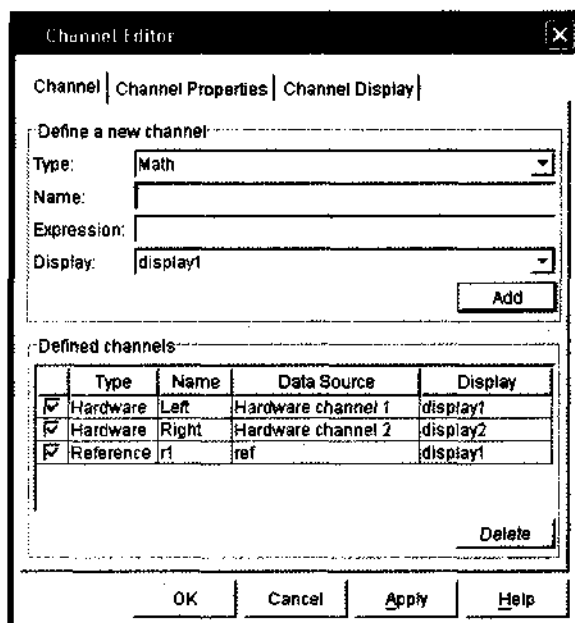 Channel Editor
Channel Channel Properties Channel Display
Define a new channel
Type: Math
Name:
Expression:
Display: display1
Add
Defined channels
Type Name Data Source Display
Hardware Left Hardware channel 1 display1
Hardware Right Hardware channel 2 display2
Reference r1 ref display1
Delete
OK Cancel Apply Help